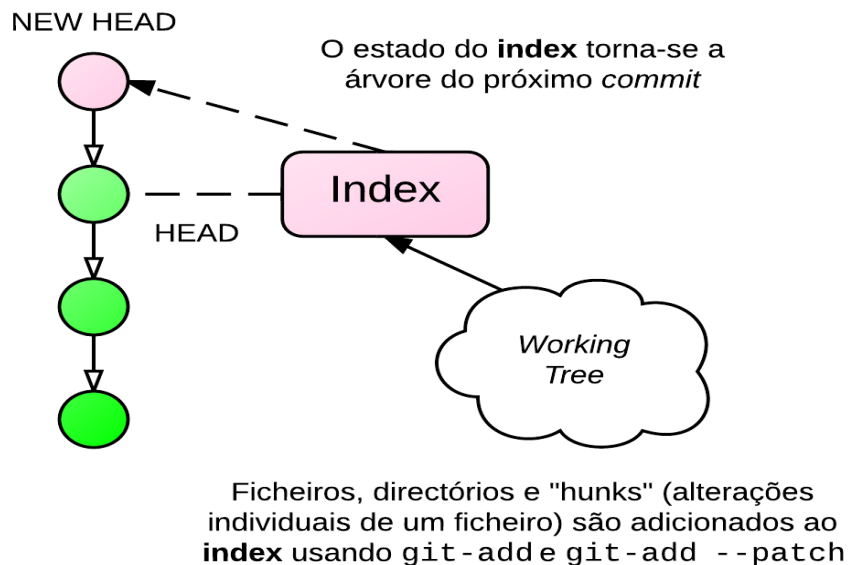 NEW HEAD
O estado do index torna-se a
árvore do próximo commit
Index
HEAD
Working
Tree
Ficheiros, directórios e "hunks" (alterações
individuais de um ficheiro) são adicionados ao
index usando git-add e git-add --patch